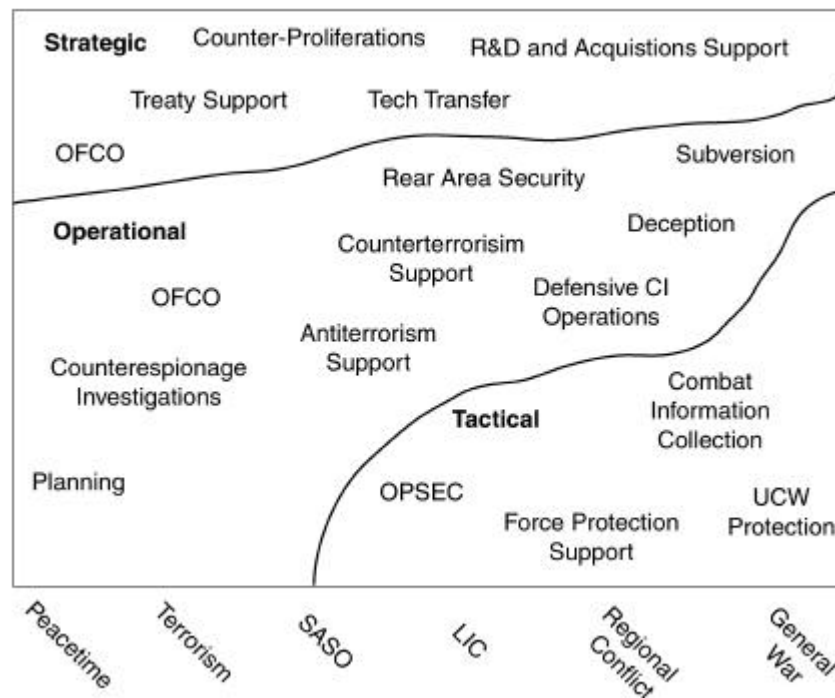 Strategic
Counter-Proliferations
R&D and Acquistions Support
Treaty Support
Tech Transfer
OFCO
Subversion
Rear Area Security
Operational
Deception
Counterterrorisim
Support
OFCO
Defensive CI
Operations
Antiterrorism
Support
Counterespionage
Investigations
Combat
Information
Collection
Tactical
Planning
OPSEC
UCW
Protection
Force Protection
Support
Peacetime
Terrorism
SASO
LIC
Regional
Conflict
General
War